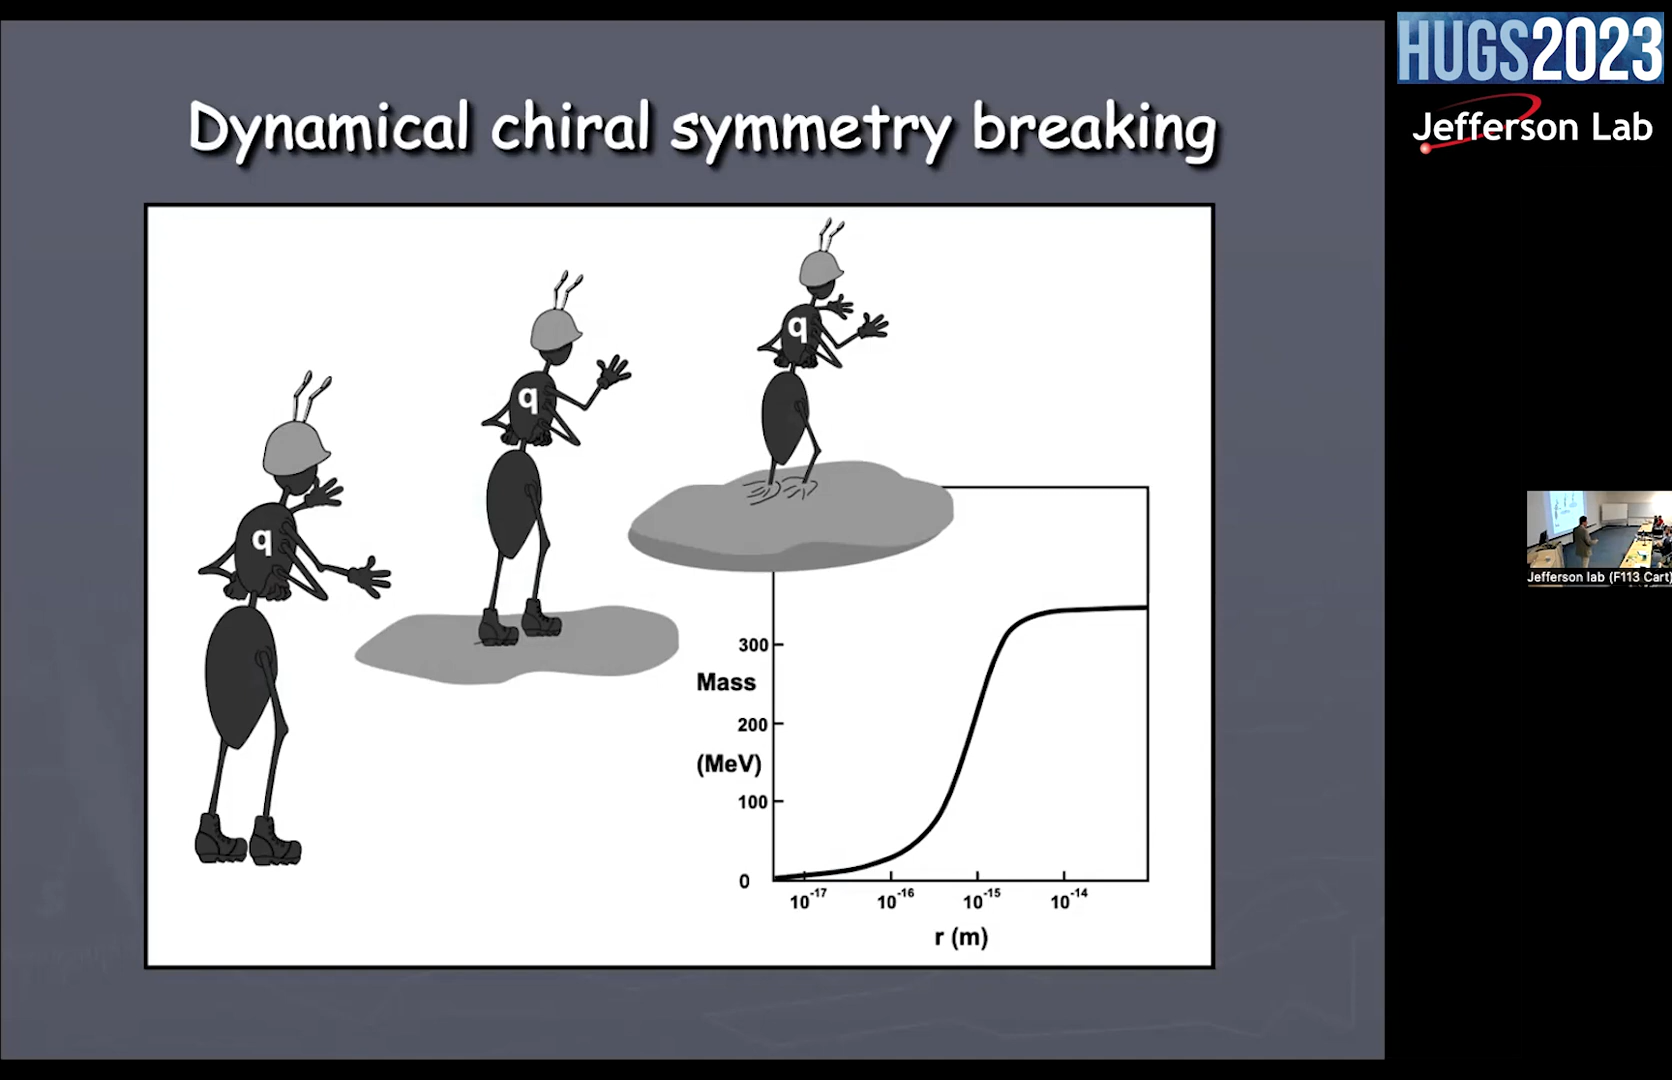 Dynamical chiral symmetry breaking
q
q
q
300
Mass
200
(MeV)
100
0
10-17
10-16
10-15
10-14
r (m)
HUGS2023
Jefferson Lab
Jefferson lab (F113 Cart)